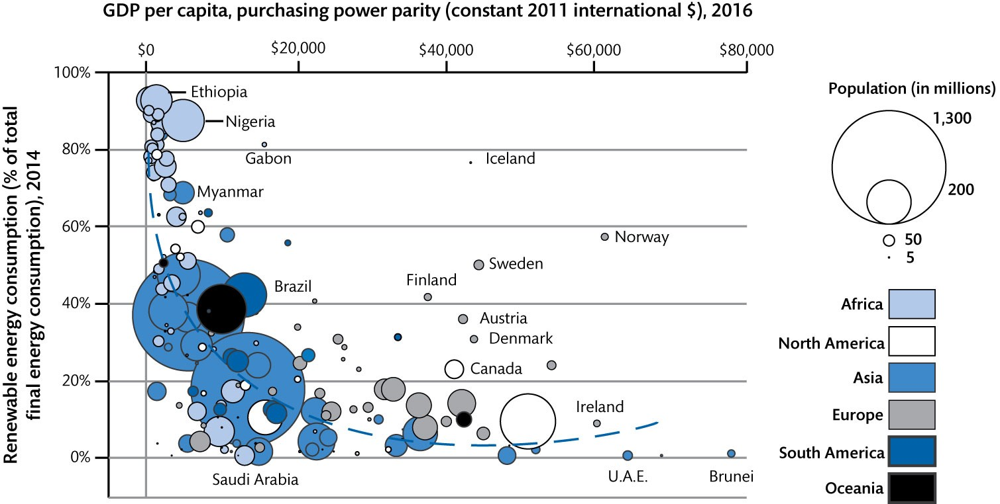 GDP per capita, purchasing power parity (constant 2011 international $), 2016
$0
$20,000
$40,000
$60,000
$80,000
Renewable energy consumption (% of total
final energy consumption), 2014
100%
80%
60%
40%
20%
0%
Ethiopia
Nigeria
Gabon
Iceland
Myanmar
Norway
Sweden
Finland
Brazil
Austria
Denmark
Canada
Ireland
Saudi Arabia
U.A.E.
Brunei
Population (in millions)
1,300
200
50
5
Africa
North America
Asia
Europe
South America
Oceania